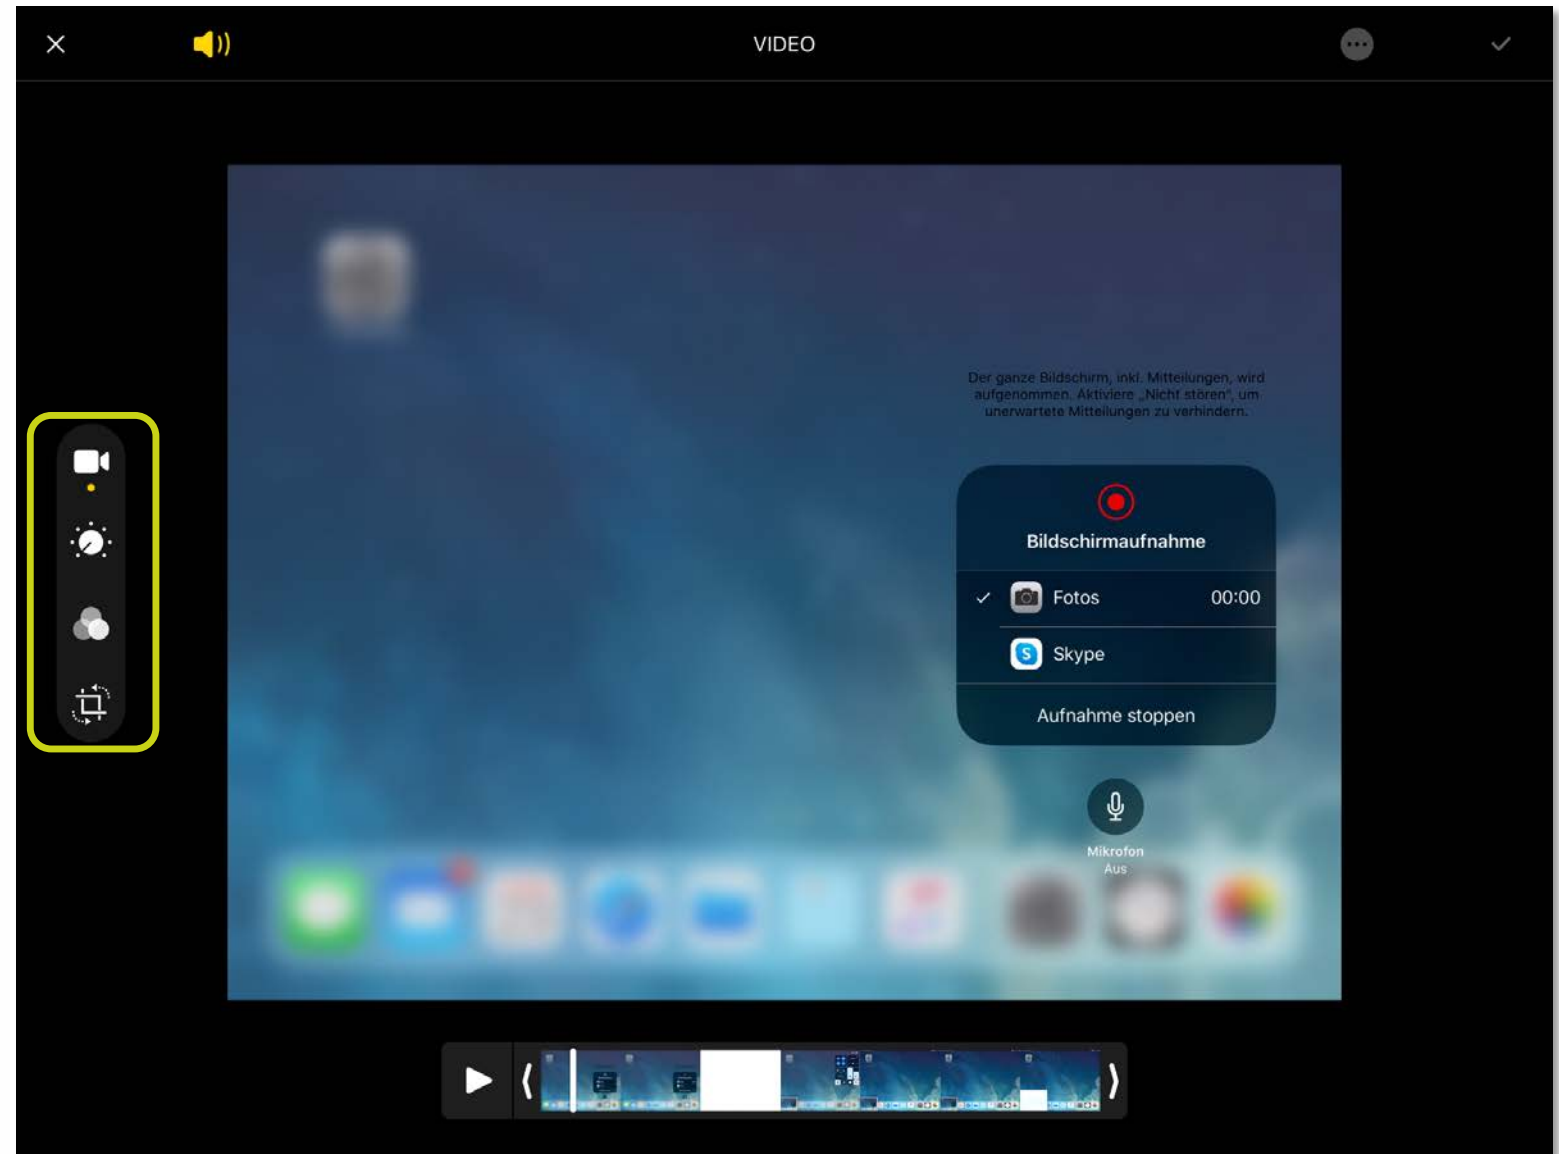 VIDEO
Der ganze Bildschirm, inkl. Mitteilungen, wird
aufgenommen. Aktiviere „Nicht stören“, um
unerwartete Mitteilungen zu verhindern.
Bildschirmaufnahme
Fotos 00:00
Skype
Aufnahme stoppen
Mikrofon
Aus